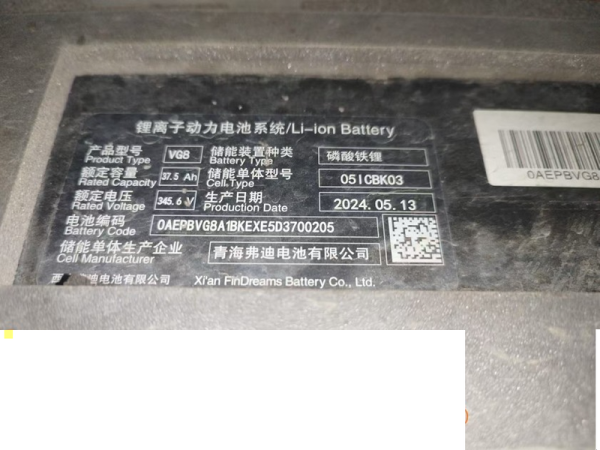 锂离子动力电池系统/Li-ion Battery
产品型号 VG8 储能装置种类 磷酸铁锂
Product Type Battery Type
额定容量 37.5 Ah 储能单体型号 05ICBK03
Rated Capacity Cell Type
额定电压 345.6 V 生产日期 2024.05.13
Rated Voltage Production Date
电池编码 0AEPBVG8A1BKEXE5D3700205
Battery Code
储能单体生产企业 青海弗迪电池有限公司
Cell Manufacturer
弗迪电池有限公司 Xi'an FinDreams Battery Co., Ltd.
0AEPBVG8